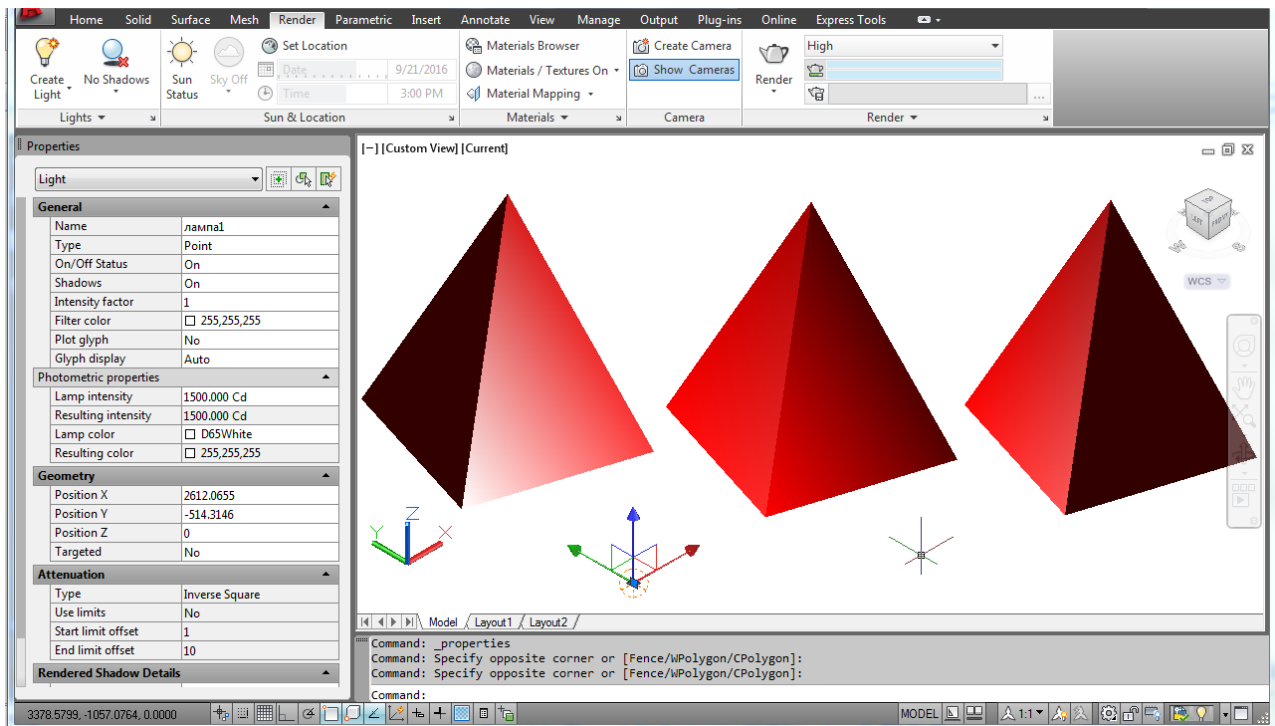 Home Solid Surface Mesh Render Parametric Insert Annotate View Manage Output Plug-ins Online Express Tools
Create Light
No Shadows
Sun Status
Sky Off
Set Location
Date 9/21/2016
Time 3:00 PM
Materials Browser
Materials / Textures On
Material Mapping
Create Camera
Show Cameras
Render
High
...
Lights
Sun & Location
Materials
Camera
Render
Properties
Light
General
Name лампа1
Type Point
On/Off Status On
Shadows On
Intensity factor 1
Filter color 255,255,255
Plot glyph No
Glyph display Auto
Photometric properties
Lamp intensity 1500.000 Cd
Resulting intensity 1500.000 Cd
Lamp color D65White
Resulting color 255,255,255
Geometry
Position X 2612.0655
Position Y -514.3146
Position Z 0
Targeted No
Attenuation
Type Inverse Square
Use limits No
Start limit offset 1
End limit offset 10
Rendered Shadow Details
[−] [Custom View] [Current]
TOP
LEFT
FRONT
WCS
Z
Y
X
Model Layout1 Layout2
Command: _properties
Command: Specify opposite corner or [Fence/WPolygon/CPolygon]:
Command: Specify opposite corner or [Fence/WPolygon/CPolygon]:
Command:
3378.5799, -1057.0764, 0.0000
MODEL
1:1